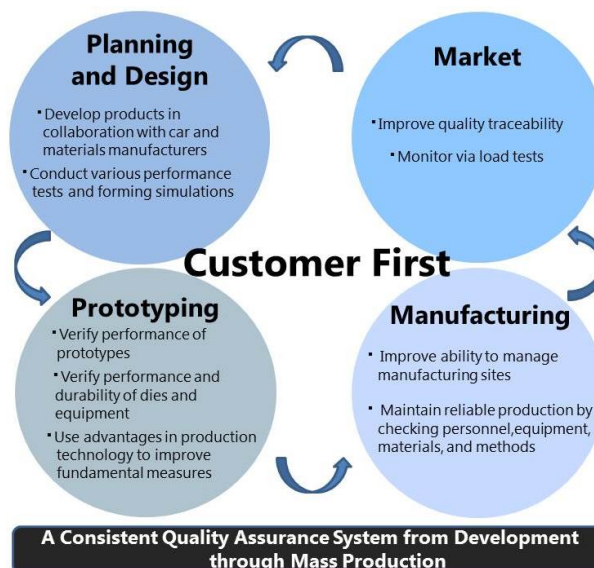 Planning
and Design
▪ Develop products in
collaboration with car and
materials manufacturers
▪ Conduct various performance
tests and forming simulations
Market
▪ Improve quality traceability
▪ Monitor via load tests
Customer First
Prototyping
▪ Verify performance of
prototypes
▪ Verify performance and
durability of dies and
equipment
▪ Use advantages in production
technology to improve
fundamental measures
Manufacturing
▪ Improve ability to manage
manufacturing sites
▪ Maintain reliable production by
checking personnel,equipment,
materials, and methods
A Consistent Quality Assurance System from Development
through Mass Production